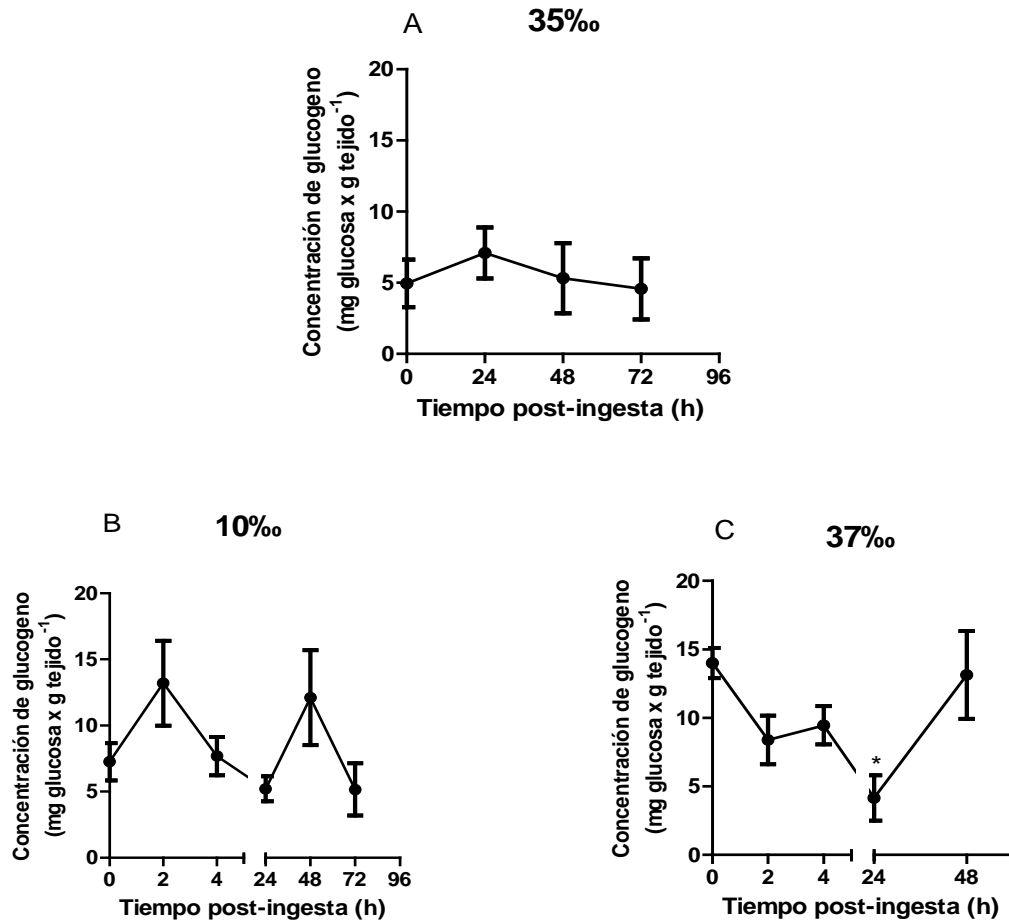 A
35‰
Concentración de glucogeno
(mg glucosa x g tejido-1)
20
15
10
5
0
0 24 48 72 96
Tiempo post-ingesta (h)
B
10‰
Concentración de glucogeno
(mg glucosa x g tejido-1)
20
15
10
5
0
0 2 4 24 48 72 96
Tiempo post-ingesta (h)
C
37‰
Concentración de glucogeno
(mg glucosa x g tejido-1)
20
15
10
5
0
*
0 2 4 24 48
Tiempo post-ingesta (h)